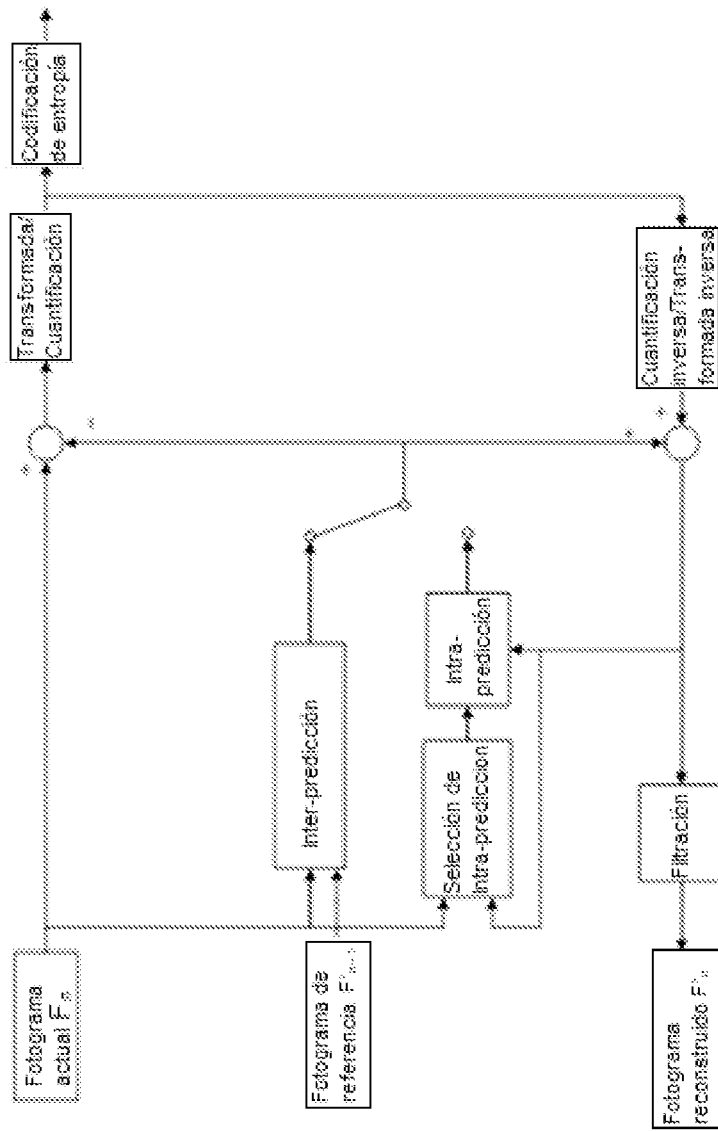 Fotograma
actual Fn
Transformada/
Cuantificación
Codificación
de entropía
Fotograma de
referencia F'n-1
Inter-predicción
Selección de
Intra-predicción
Intra-
predicción
Fotograma
reconstruido F'n
Filtración
Cuantificación
inversa/Trans-
formada inversa
+
+
+